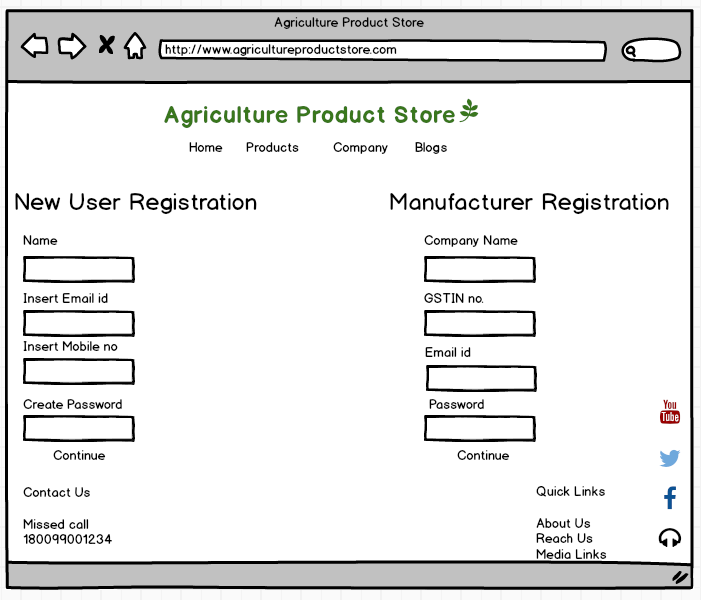 Agriculture Product Store
http://www.agricultureproductstore.com
Agriculture Product Store
Home Products Company Blogs
New User Registration
Name
Insert Email id
Insert Mobile no
Create Password
Continue
Manufacturer Registration
Company Name
GSTIN no.
Email id
Password
Continue
You
Tube
Contact Us
Missed call
180099001234
Quick Links
About Us
Reach Us
Media Links